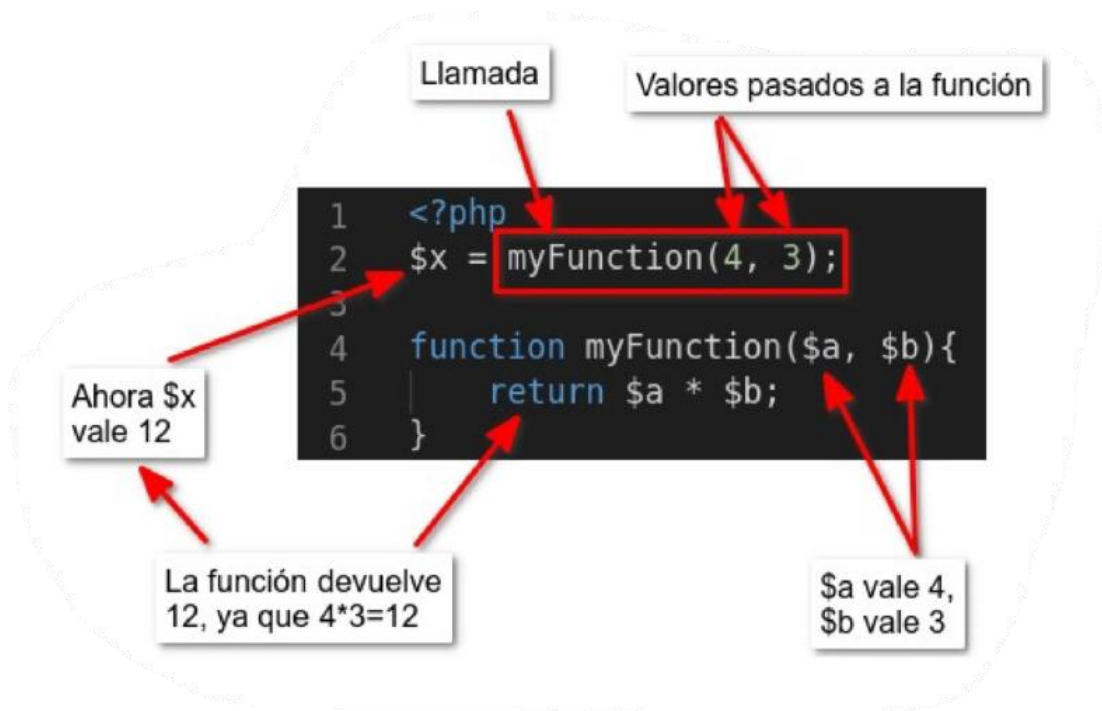 Llamada
Valores pasados a la función
1 <?php
2 $x = myFunction(4, 3);
3
4 function myFunction($a, $b){
5 return $a * $b;
6 }
Ahora $x
vale 12
La función devuelve
12, ya que 4*3=12
$a vale 4,
$b vale 3